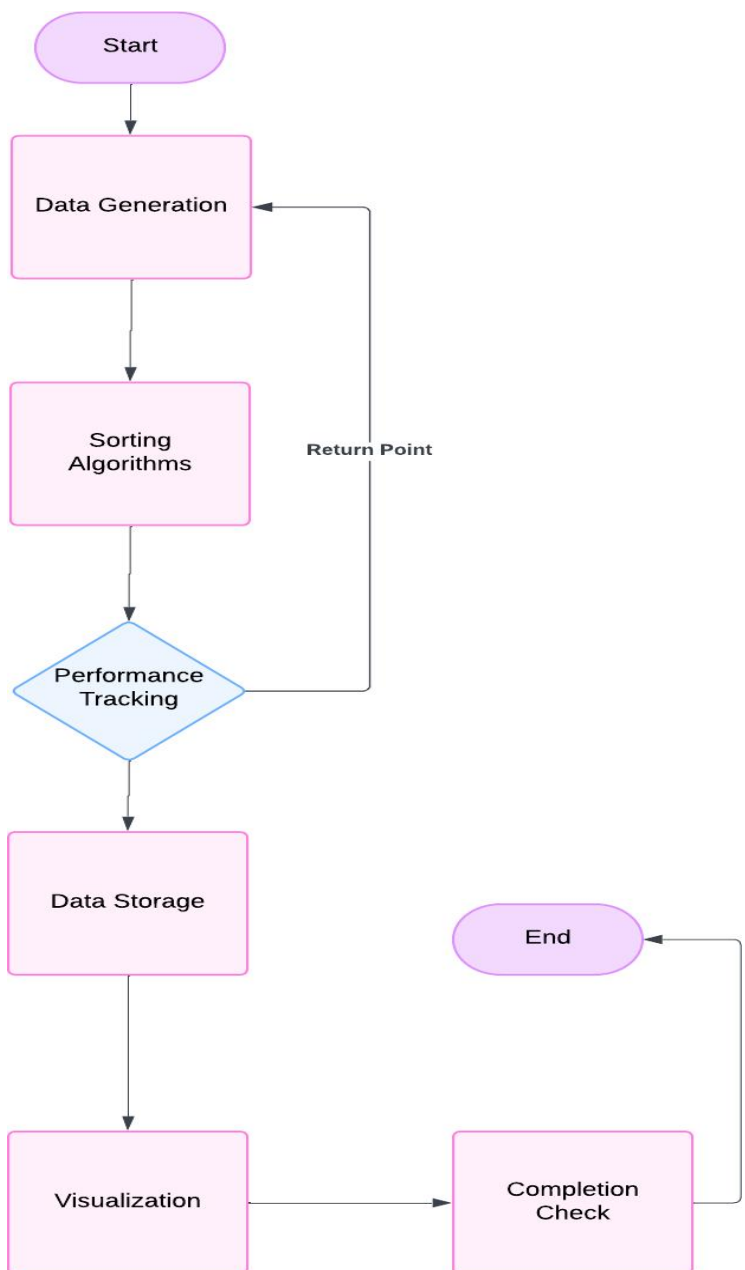 Start
Data Generation
Sorting
Algorithms
Return Point
Performance
Tracking
Data Storage
End
Visualization
Completion
Check